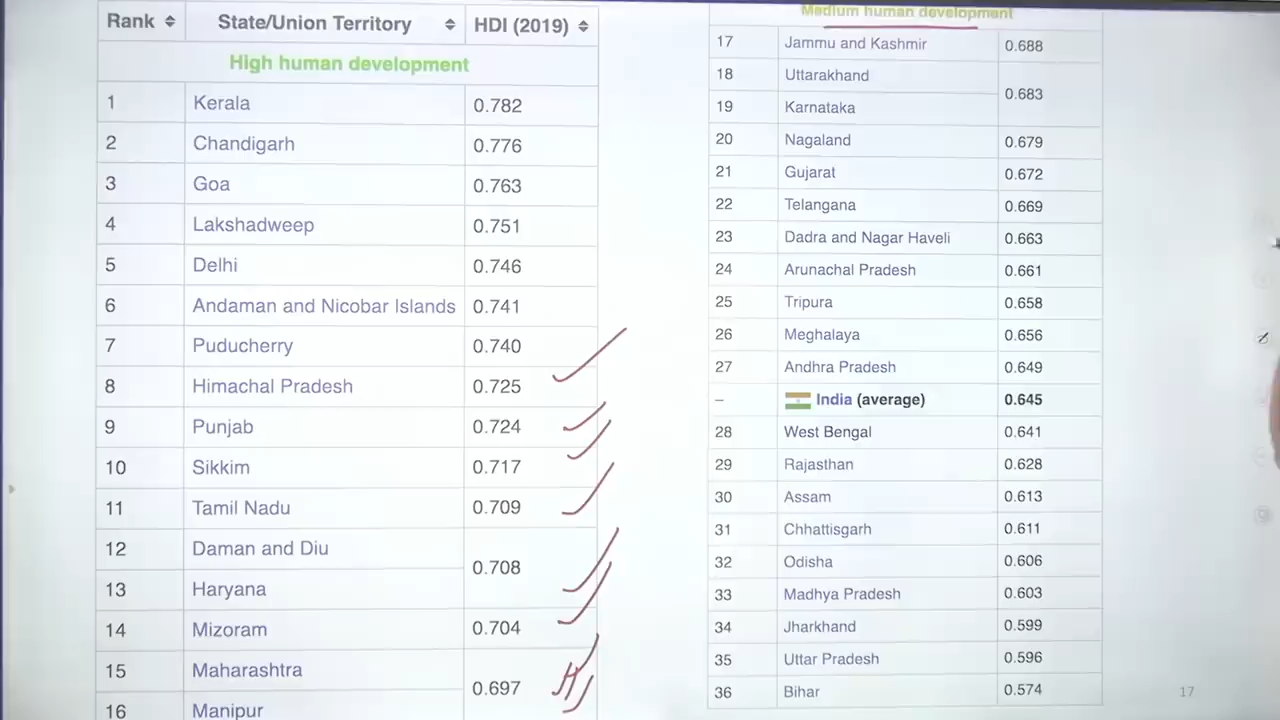 Rank State/Union Territory HDI (2019)
High human development
1 Kerala 0.782
2 Chandigarh 0.776
3 Goa 0.763
4 Lakshadweep 0.751
5 Delhi 0.746
6 Andaman and Nicobar Islands 0.741
7 Puducherry 0.740
8 Himachal Pradesh 0.725
9 Punjab 0.724
10 Sikkim 0.717
11 Tamil Nadu 0.709
12 Daman and Diu 0.708
13 Haryana
14 Mizoram 0.704
15 Maharashtra 0.697
16 Manipur
Medium human development
17 Jammu and Kashmir 0.688
18 Uttarakhand 0.683
19 Karnataka
20 Nagaland 0.679
21 Gujarat 0.672
22 Telangana 0.669
23 Dadra and Nagar Haveli 0.663
24 Arunachal Pradesh 0.661
25 Tripura 0.658
26 Meghalaya 0.656
27 Andhra Pradesh 0.649
– India (average) 0.645
28 West Bengal 0.641
29 Rajasthan 0.628
30 Assam 0.613
31 Chhattisgarh 0.611
32 Odisha 0.606
33 Madhya Pradesh 0.603
34 Jharkhand 0.599
35 Uttar Pradesh 0.596
36 Bihar 0.574
17